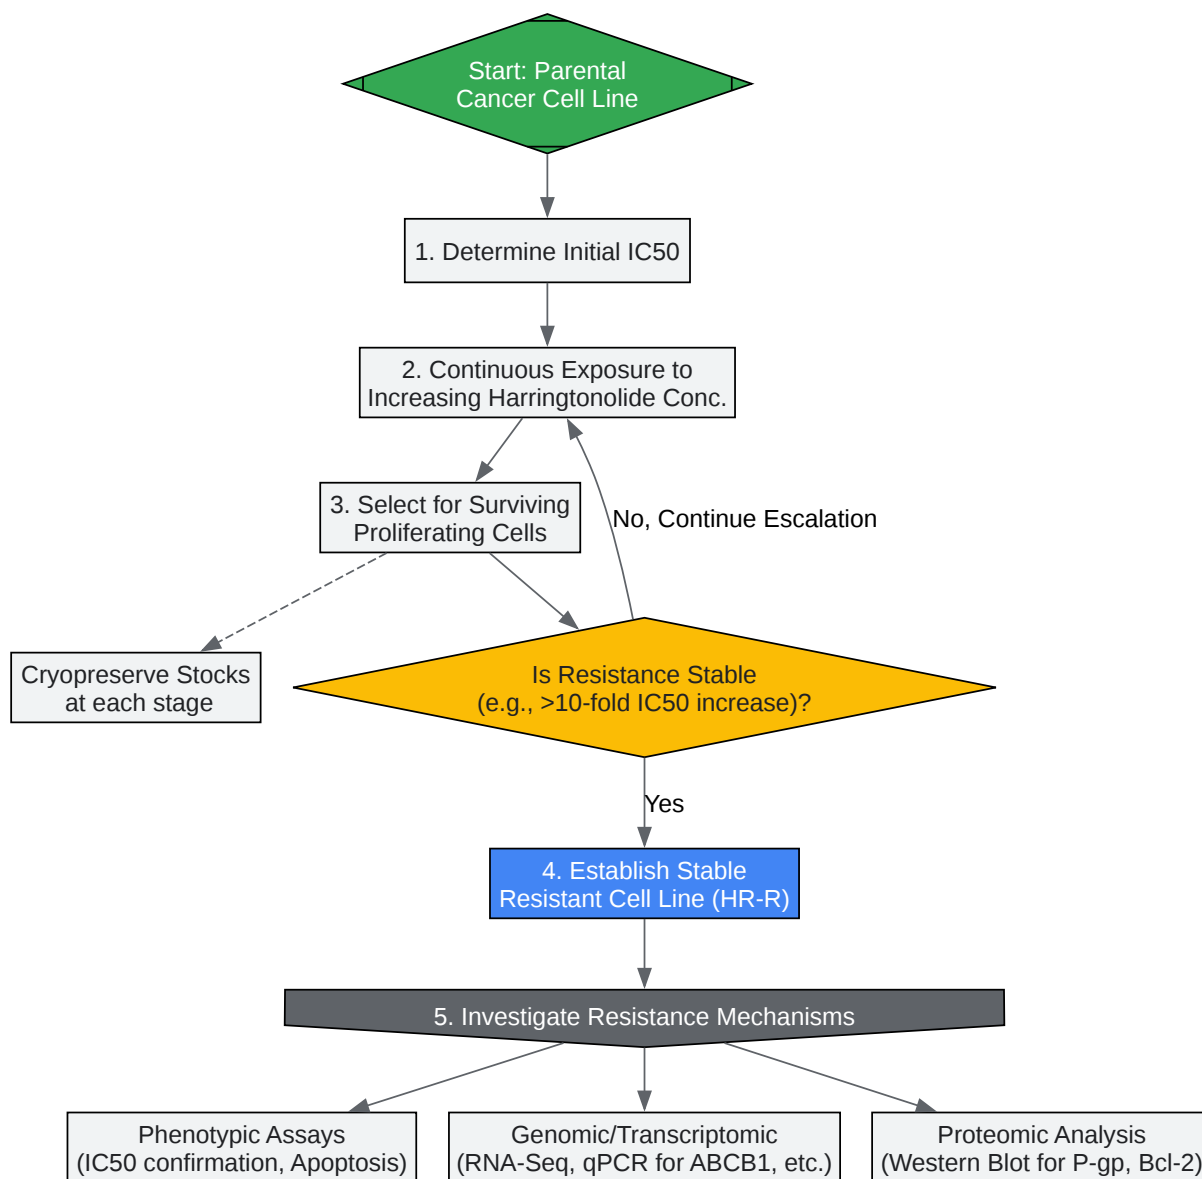 Start: Parental
Cancer Cell Line
1. Determine Initial IC50
2. Continuous Exposure to
Increasing Harringtonolide Conc.
3. Select for Surviving
Proliferating Cells
No, Continue Escalation
Cryopreserve Stocks
at each stage
Is Resistance Stable
(e.g., >10-fold IC50 increase)?
Yes
4. Establish Stable
Resistant Cell Line (HR-R)
5. Investigate Resistance Mechanisms
Phenotypic Assays
(IC50 confirmation, Apoptosis)
Genomic/Transcriptomic
(RNA-Seq, qPCR for ABCB1, etc.)
Proteomic Analysis
(Western Blot for P-gp, Bcl-2)